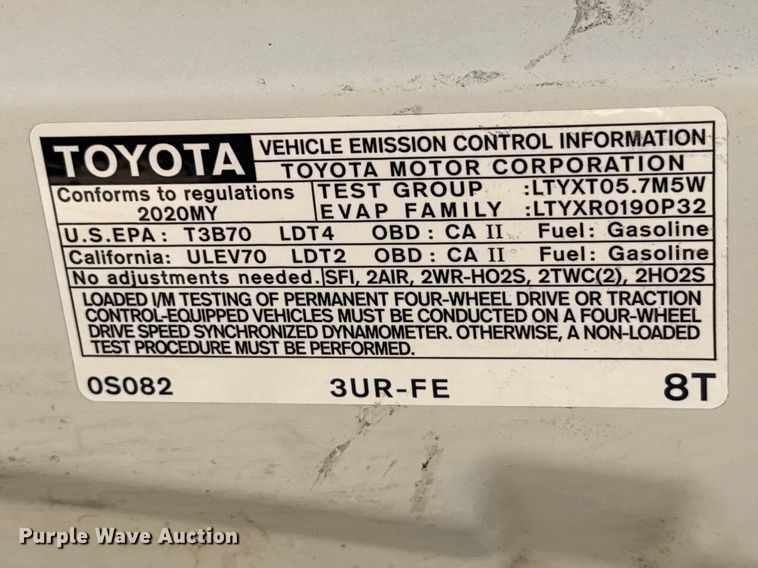 TOYOTA
VEHICLE EMISSION CONTROL INFORMATION
TOYOTA MOTOR CORPORATION
Conforms to regulations
2020MY
TEST GROUP :LTYXT05.7M5W
EVAP FAMILY :LTYXR0190P32
U.S.EPA: T3B70 LDT4 OBD: CA II Fuel: Gasoline
California: ULEV70 LDT2 OBD: CA II Fuel: Gasoline
No adjustments needed. SFI, 2AIR, 2WR-HO2S, 2TWC(2), 2HO2S
LOADED I/M TESTING OF PERMANENT FOUR-WHEEL DRIVE OR TRACTION
CONTROL-EQUIPPED VEHICLES MUST BE CONDUCTED ON A FOUR-WHEEL
DRIVE SPEED SYNCHRONIZED DYNAMOMETER. OTHERWISE, A NON-LOADED
TEST PROCEDURE MUST BE PERFORMED.
0S082 3UR-FE 8T
Purple Wave Auction